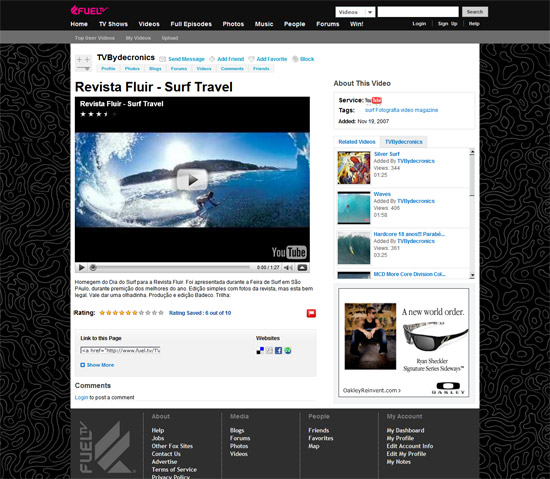 FUEL TV
Videos
Search
Home TV Shows Videos Full Episodes Photos Music People Forums Win! Login | Sign Up | Help
Top User Videos My Videos Upload
TVBydecronics Send Message Add Friend Add Favorite Block
Profile Photos Blogs Forums Videos Comments Friends
Revista Fluir - Surf Travel
Revista Fluir - Surf Travel
YouTube
0:00 / 1:27
Homegem do Dia do Surf para a Revista Fluir. Foi apresentada durante a Feira de Surf em São
Paulo, durante premição dos melhores do ano. Edição simples com fotos da revista, mas esta bem
legal. Vale dar uma olhadinha. Produção e edição Badeco. Trilha:
Rating: Rating Saved : 6 out of 10
Link to this Page
<a href="http://www.fuel.tv/TV
Show More
Websites
Comments
Login to post a comment
About This Video
Service: YouTube
Tags: surf Fotografia video magazine
Added: Nov 19, 2007
Related Videos TVBydecronics
Silver Surf
Added By TVBydecronics
Views: 344
01:25
Waves
Added By TVBydecronics
Views: 406
01:58
Hardcore 18 anos!!! Parabé...
Added By TVBydecronics
Views: 361
03:25
MCD More Core Division Col...
A new world order.
Ryan Sheckler
Signature Series Sideways™
OakleyReinvent.com >
OAKLEY
FUEL TV
About
Help
Jobs
Other Fox Sites
Contact Us
Advertise
Terms of Service
Privacy Policy
Media
Blogs
Forums
Photos
Videos
People
Friends
Favorites
Map
My Account
My Dashboard
My Profile
Edit Account Info
Edit My Profile
My Notes